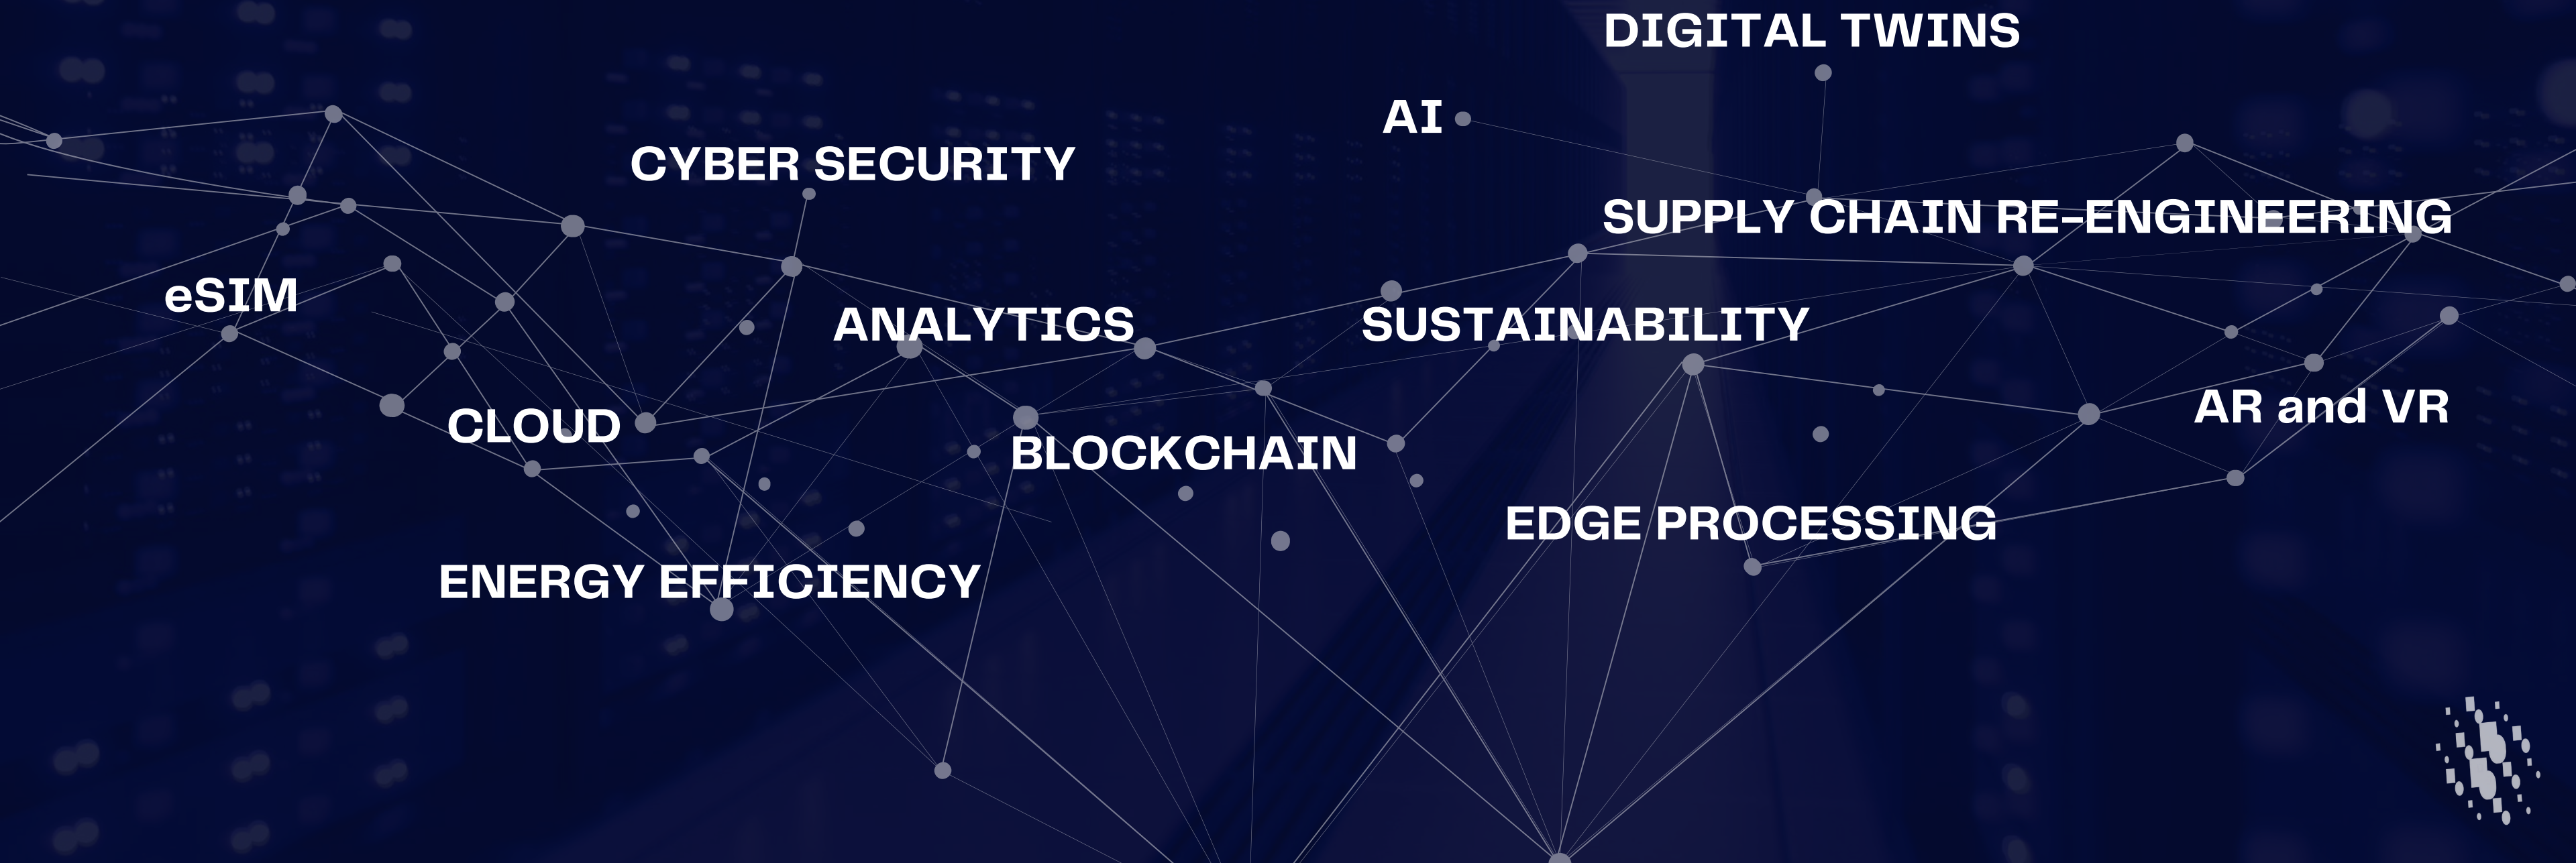 DIGITAL TWINS
AI
CYBER SECURITY
SUPPLY CHAIN RE-ENGINEERING
eSIM
ANALYTICS
SUSTAINABILITY
AR and VR
CLOUD
BLOCKCHAIN
EDGE PROCESSING
ENERGY EFFICIENCY